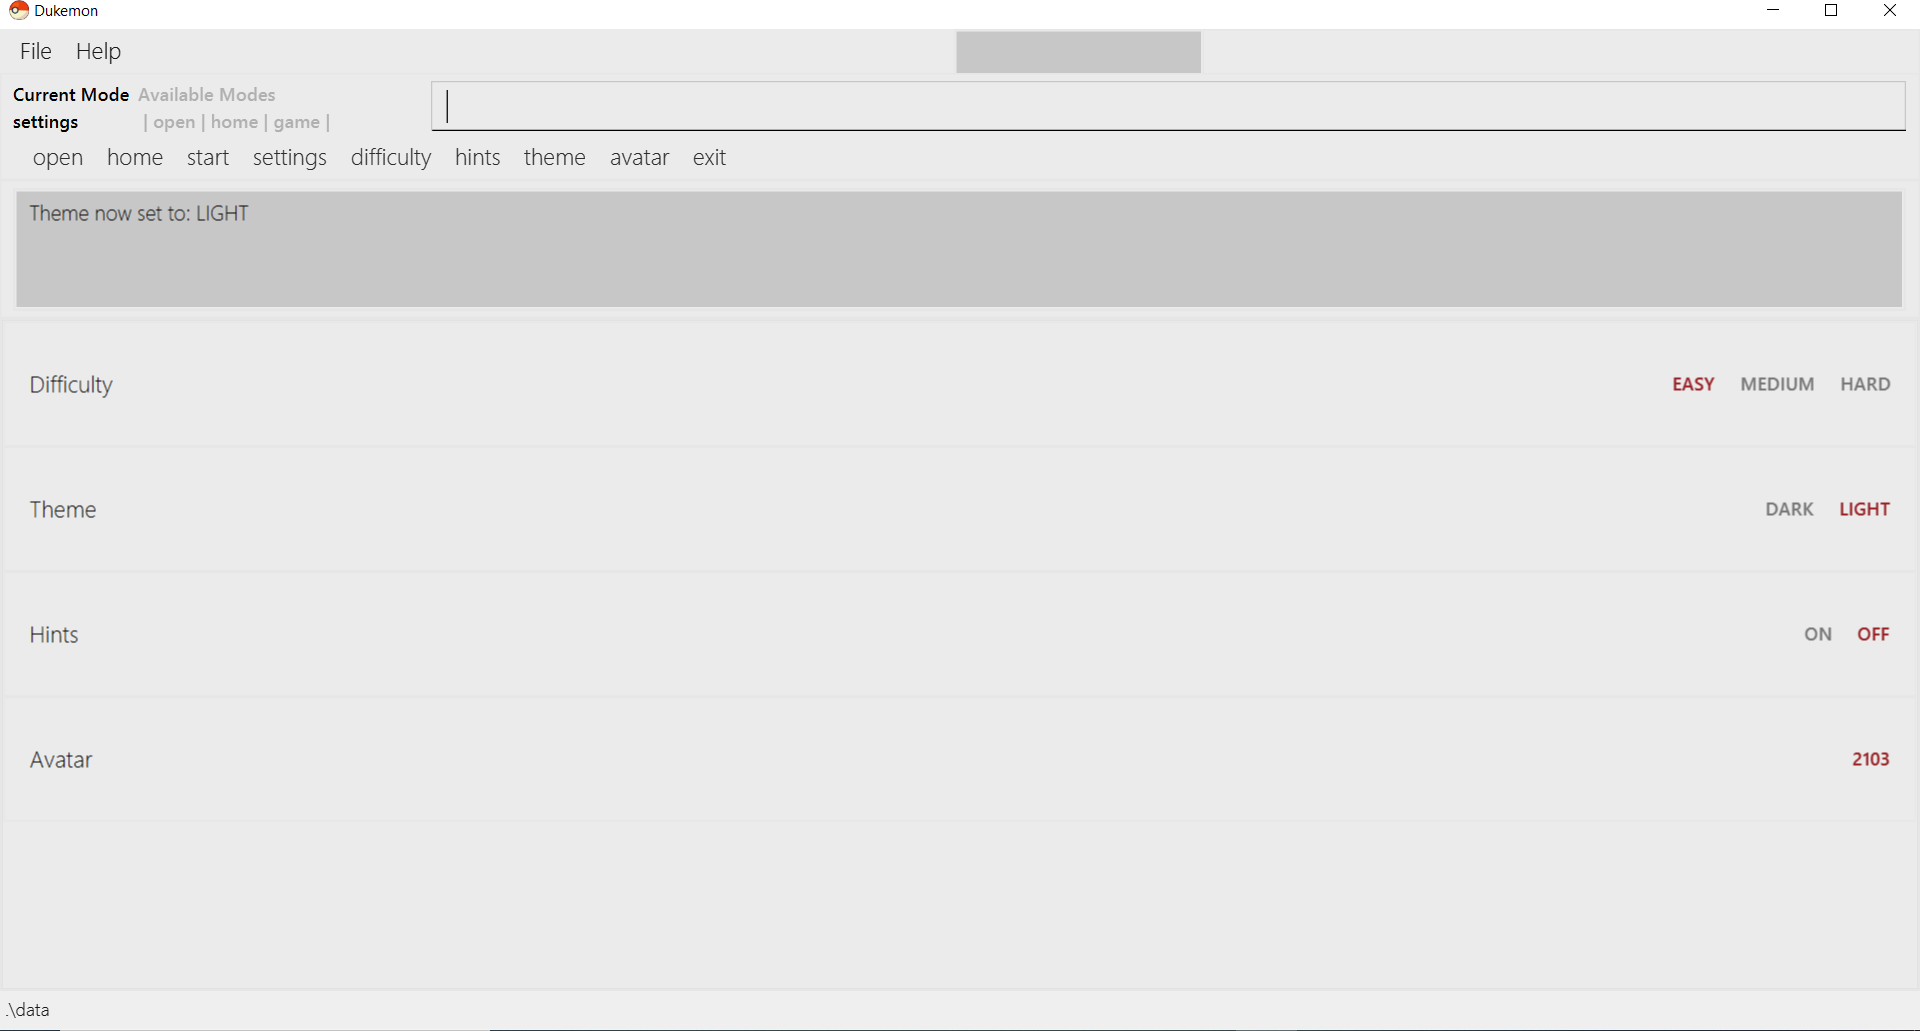 Dukemon
File Help
Current Mode Available Modes
settings | open | home | game |
open home start settings difficulty hints theme avatar exit
Theme now set to: LIGHT
Difficulty EASY MEDIUM HARD
Theme DARK LIGHT
Hints ON OFF
Avatar 2103
.\data